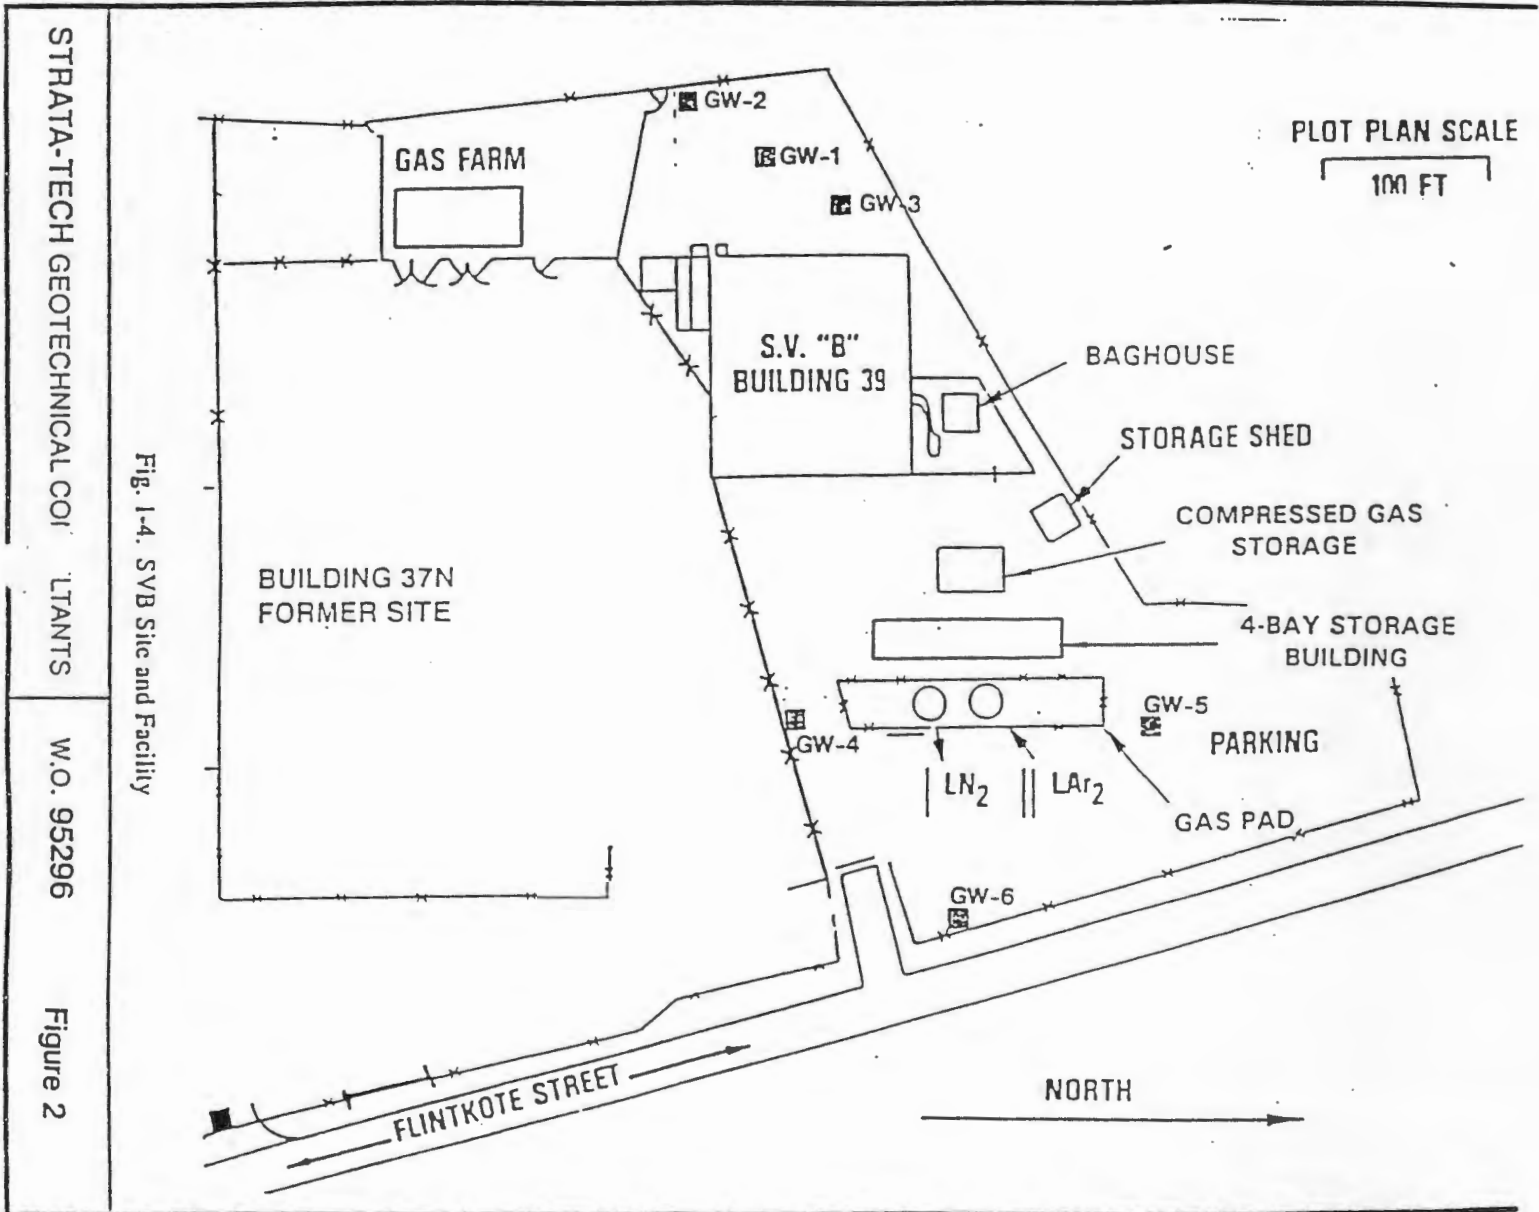 STRATA-TECH GEOTECHNICAL CO LTANTS
W.O. 95296
Figure 2
Fig. 1-4. SVB Site and Facility
GW-2
PLOT PLAN SCALE
100 FT
GAS FARM
GW-1
GW-3
S.V. "B"
BUILDING 39
BAGHOUSE
STORAGE SHED
COMPRESSED GAS
STORAGE
BUILDING 37N
FORMER SITE
4-BAY STORAGE
BUILDING
GW-5
GW-4
PARKING
LN2
LAr2
GAS PAD
GW-6
FLINTKOTE STREET
NORTH